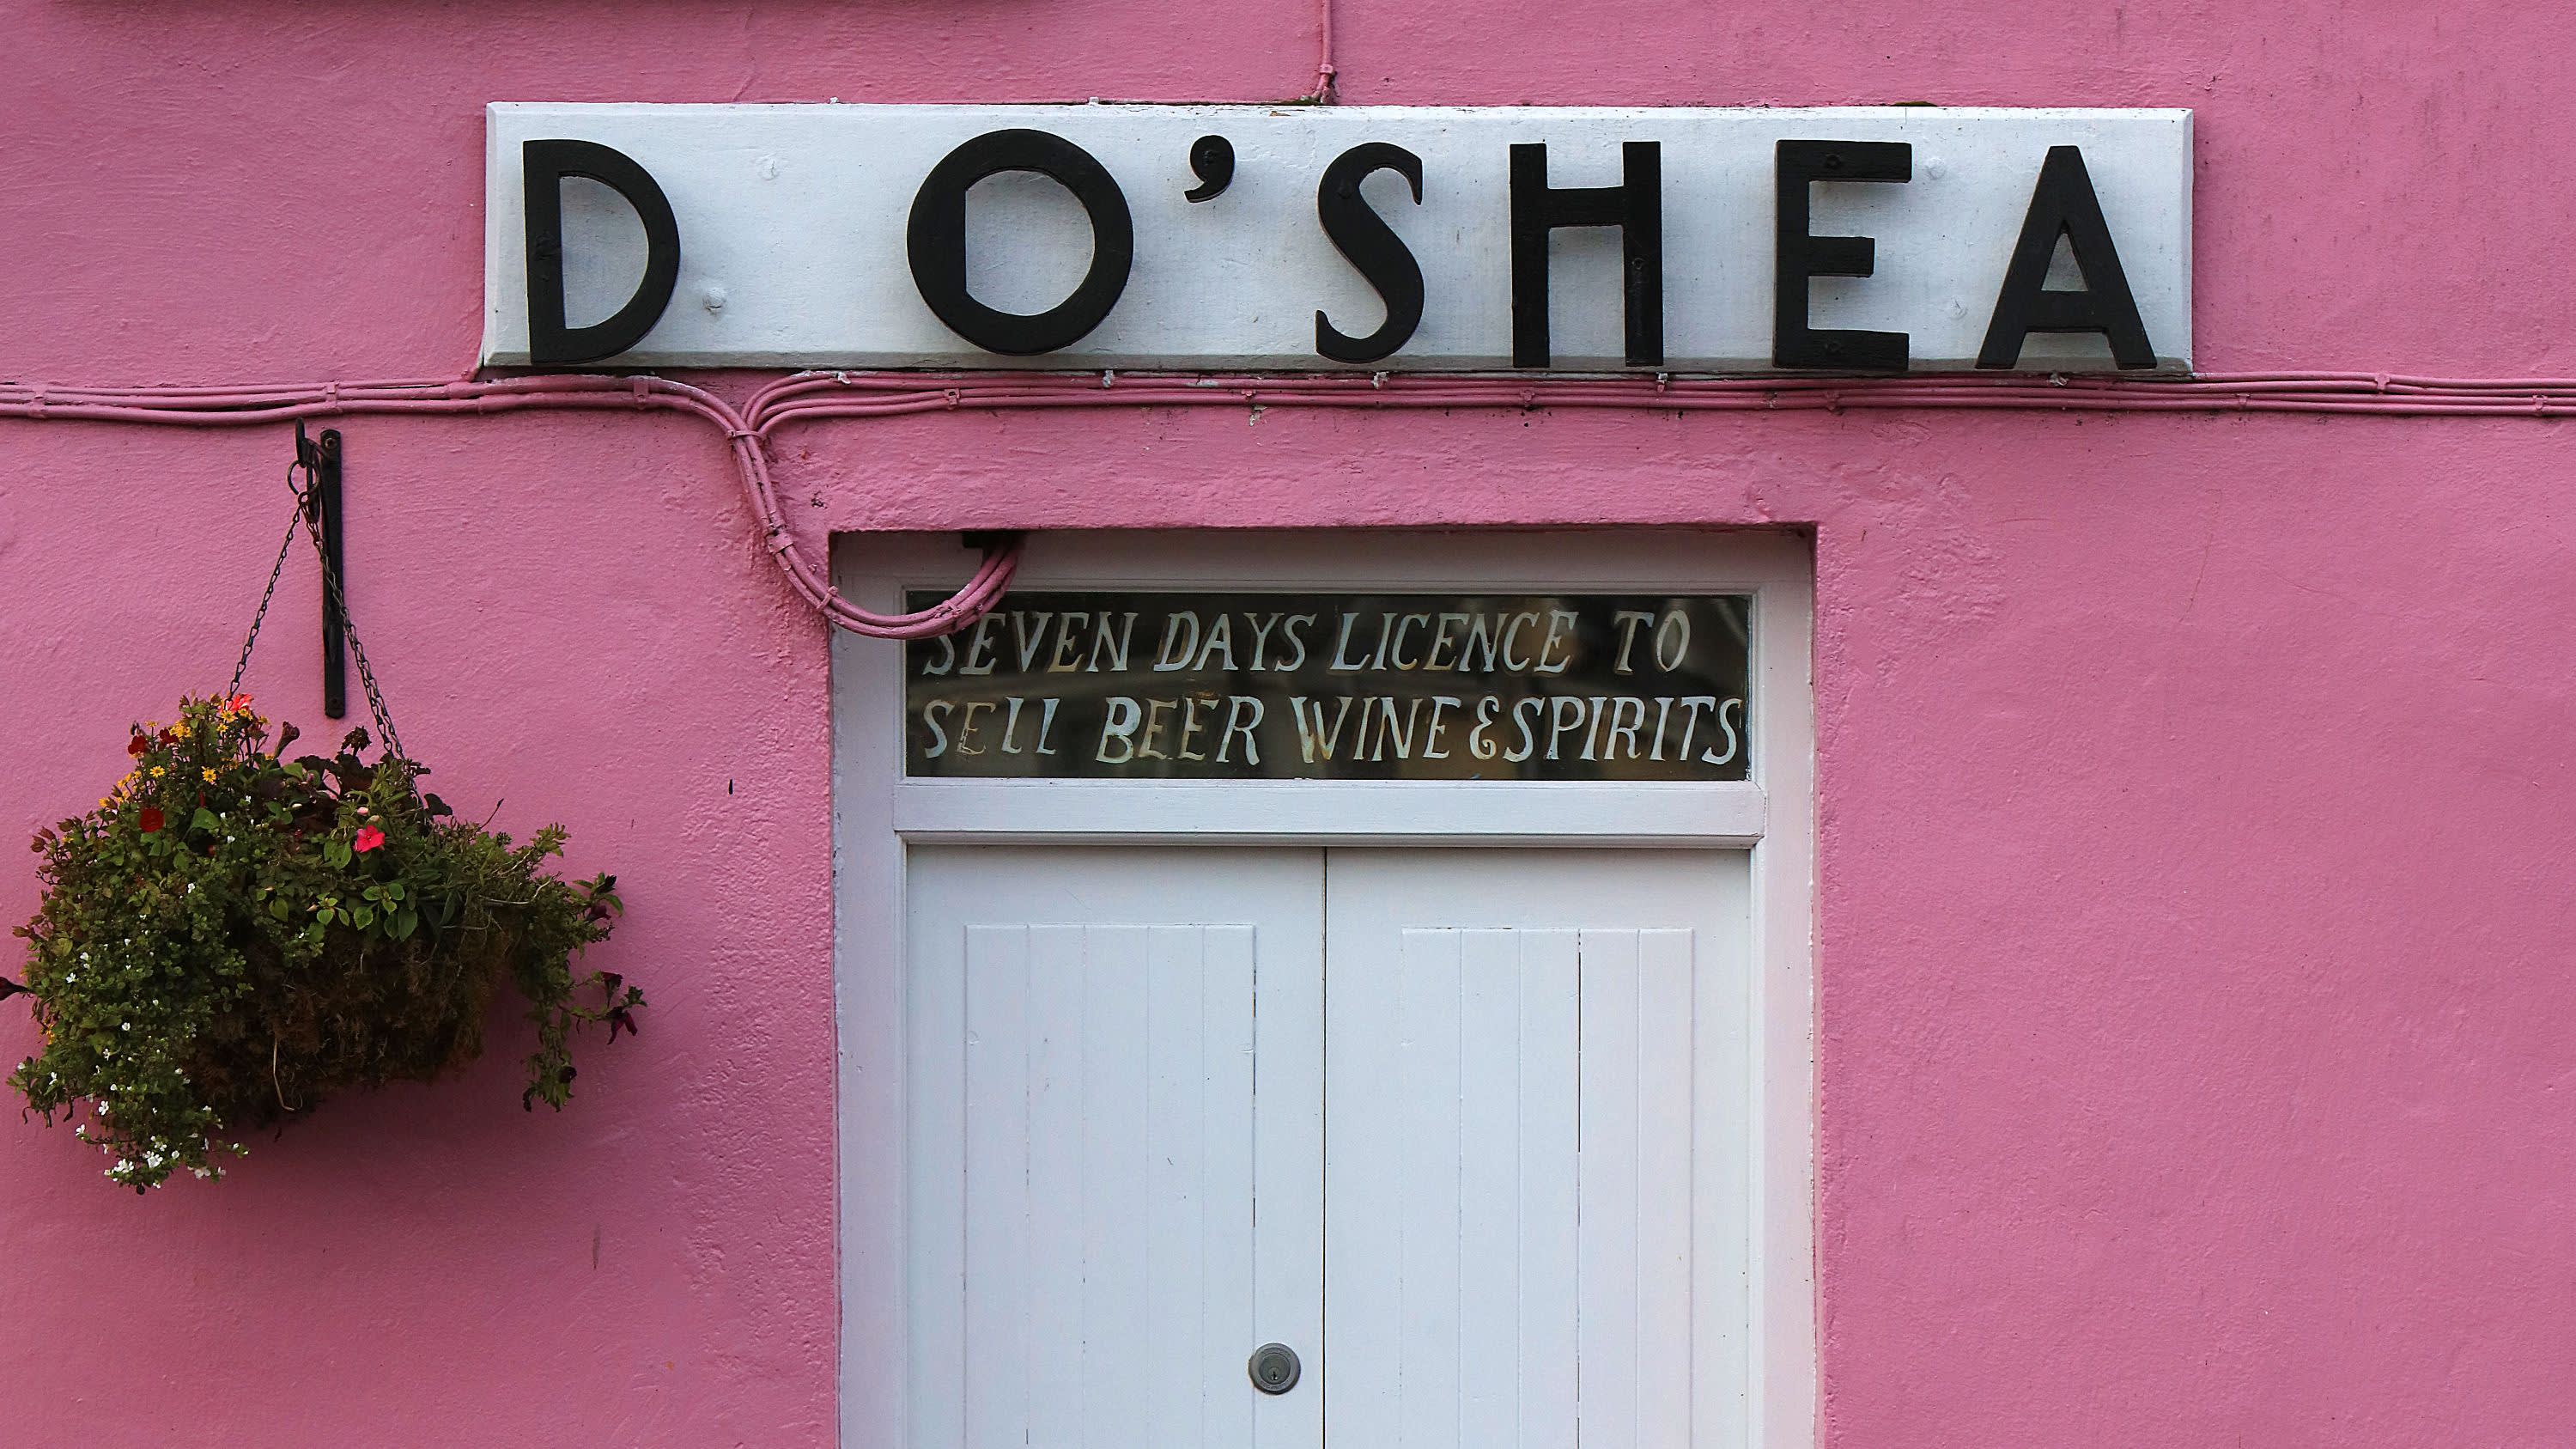 D O'SHEA
SEVEN DAYS LICENCE TO
SELL BEER WINE & SPIRITS